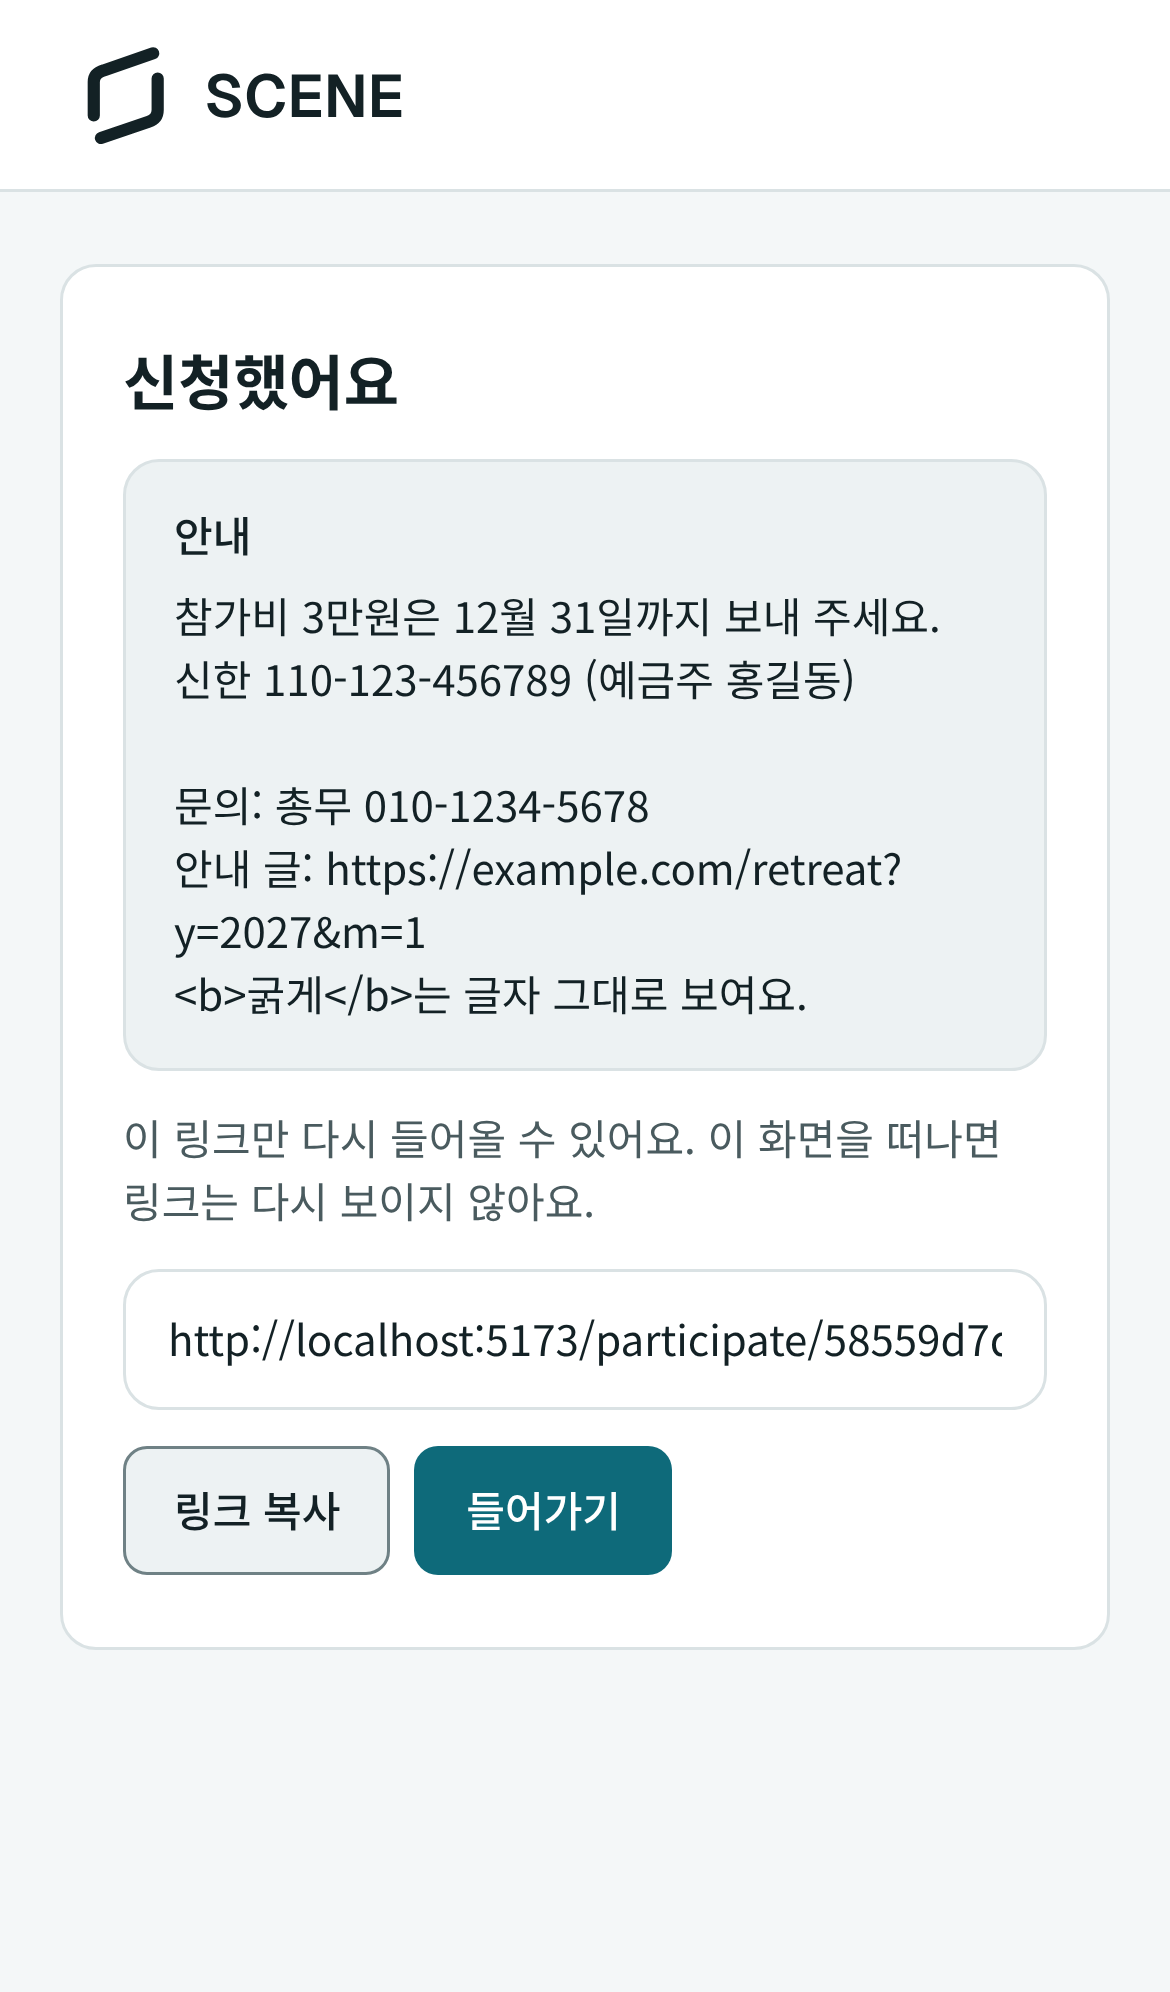 SCENE
신청했어요
안내
참가비 3만원은 12월 31일까지 보내 주세요.
신한 110-123-456789 (예금주 홍길동)
문의: 총무 010-1234-5678
안내 글: https://example.com/retreat?
y=2027&m=1
<b>굵게</b>는 글자 그대로 보여요.
이 링크만 다시 들어올 수 있어요. 이 화면을 떠나면
링크는 다시 보이지 않아요.
http://localhost:5173/participate/58559d7c
링크 복사
들어가기